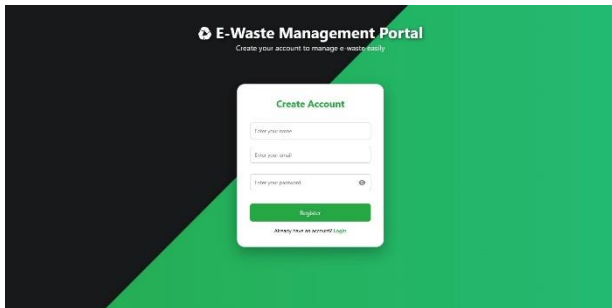 E-Waste Management Portal
Create your account to manage e-waste easily
Create Account
Enter your name
Enter your email
Enter your password
Register
Already have an account? Login